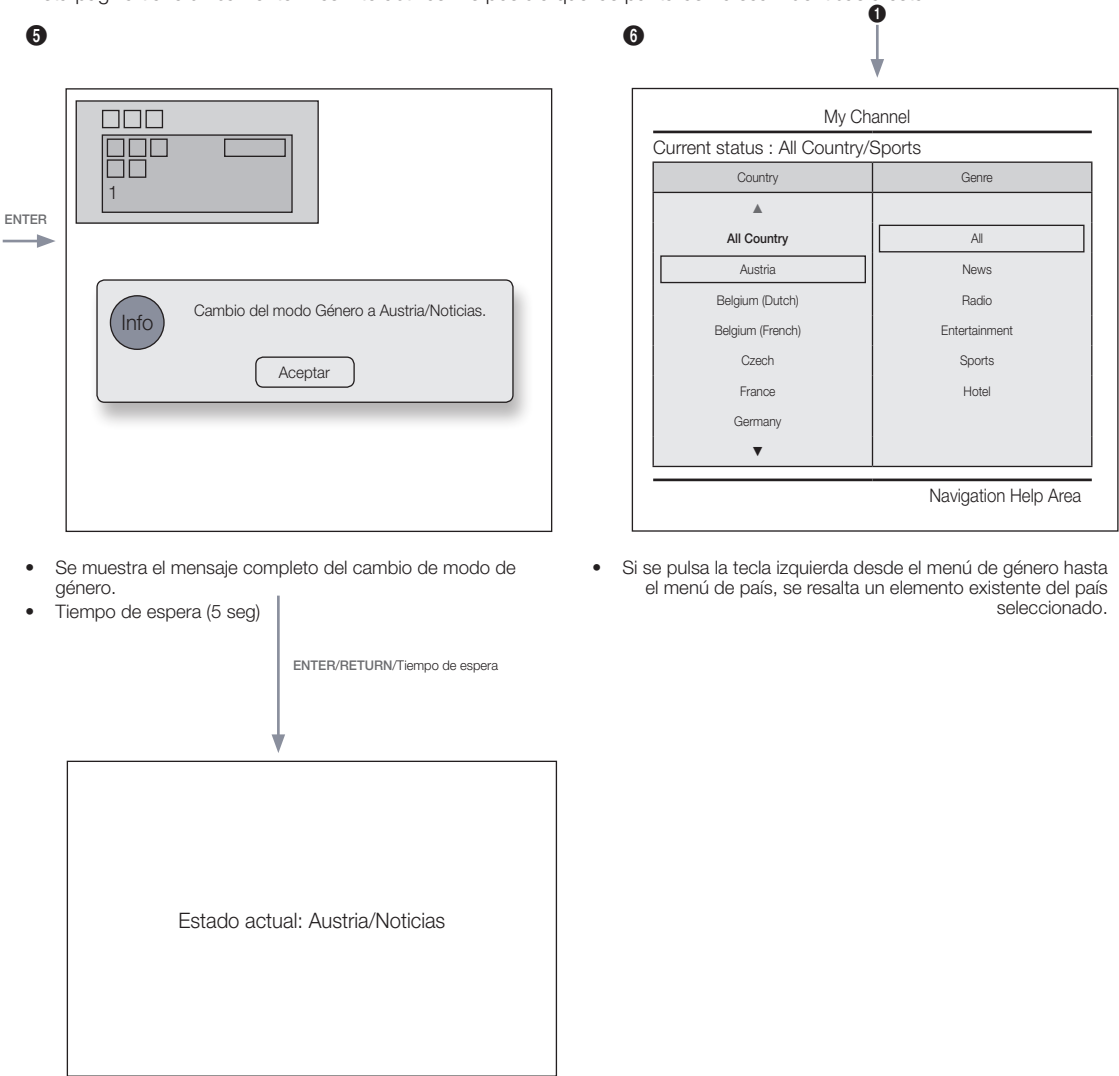 ❺
ENTER
1
Info
Cambio del modo Género a Austria/Noticias.
Aceptar
• Se muestra el mensaje completo del cambio de modo de
género.
• Tiempo de espera (5 seg)
ENTER/RETURN/Tiempo de espera
Estado actual: Austria/Noticias
❻
❶
My Channel
Current status : All Country/Sports
Country Genre
▲
All Country All
Austria News
Belgium (Dutch) Radio
Belgium (French) Entertainment
Czech Sports
France Hotel
Germany
▼
Navigation Help Area
• Si se pulsa la tecla izquierda desde el menú de género hasta
el menú de país, se resalta un elemento existente del país
seleccionado.